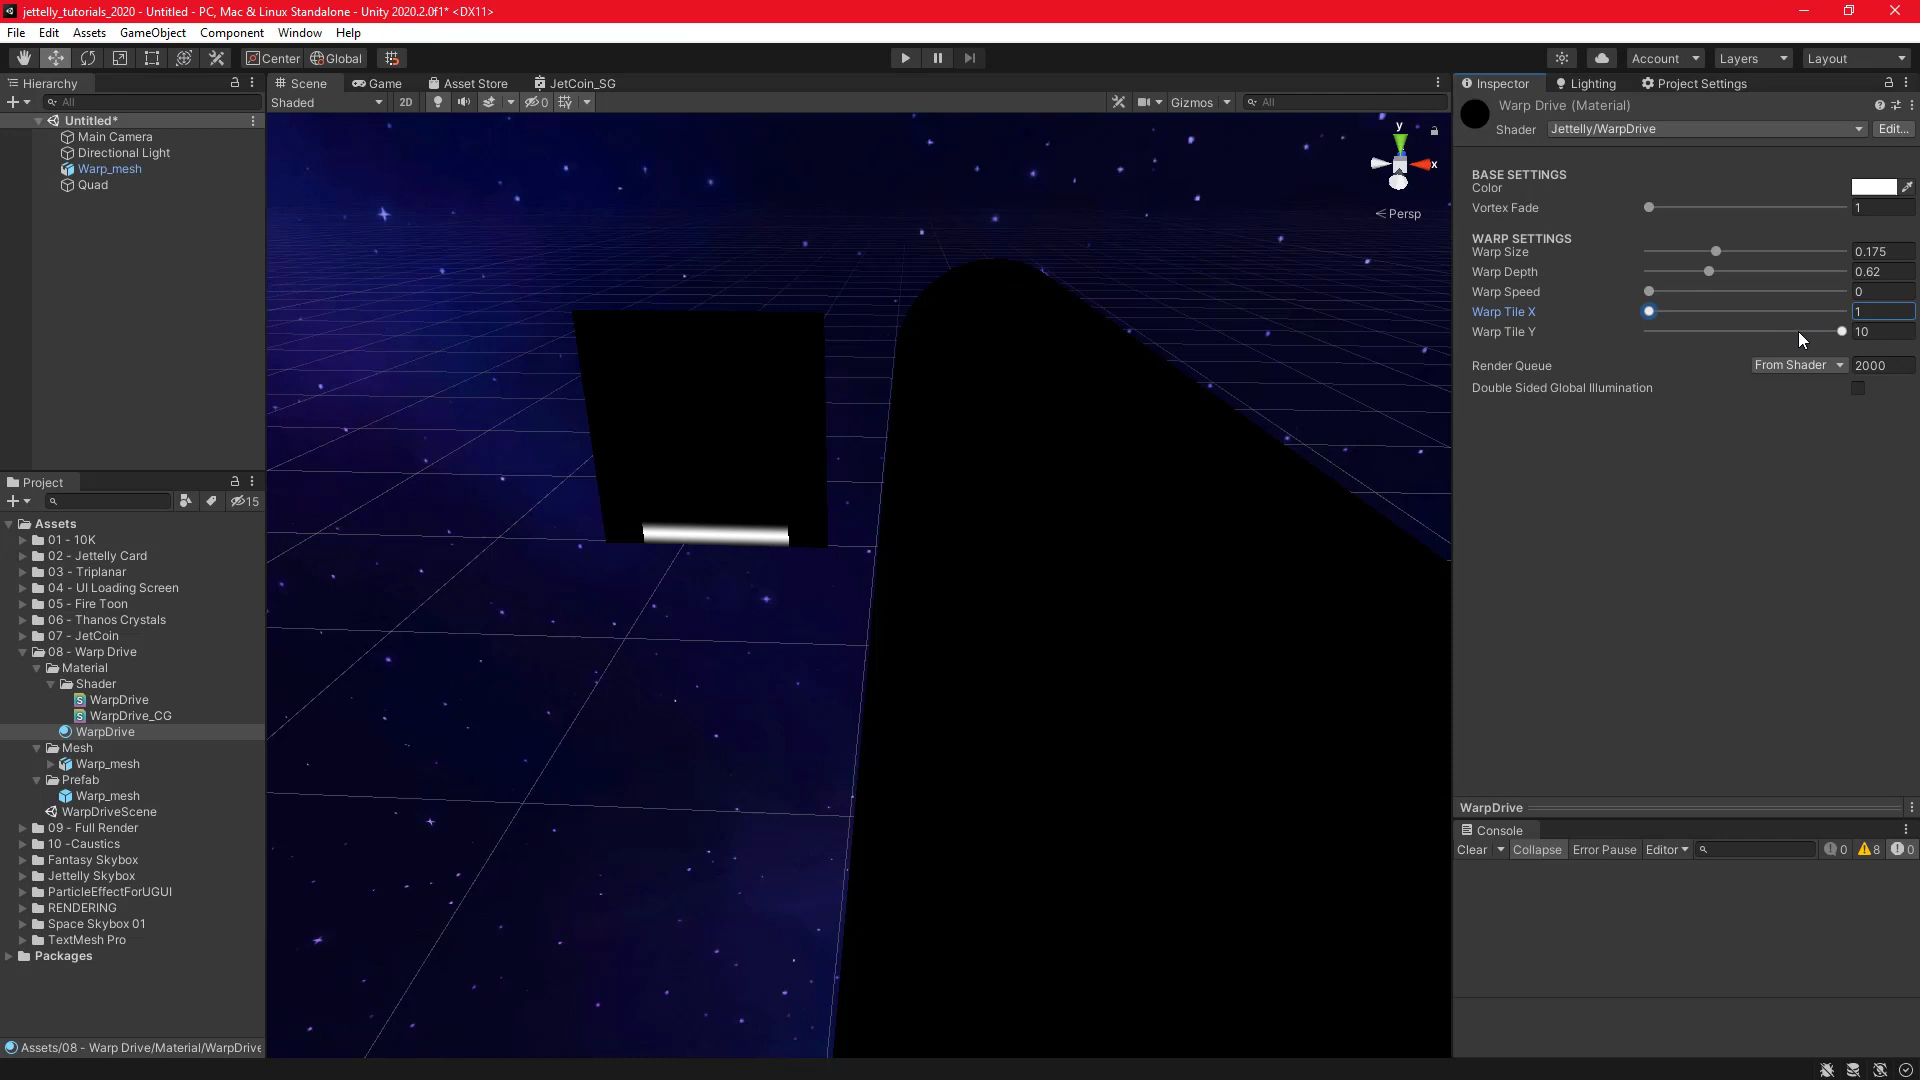 jettelly_tutorials_2020 - Untitled - PC, Mac & Linux Standalone - Unity 2020.2.0f1* <DX11>
File Edit Assets GameObject Component Window Help
Center Global Account Layers Layout
Hierarchy
All
Untitled*
Main Camera
Directional Light
Warp_mesh
Quad
Scene Game Asset Store JetCoin_SG
Shaded 2D 0 Gizmos All
y
x
Persp
Project
15
Assets
01 - 10K
02 - Jettelly Card
03 - Triplanar
04 - UI Loading Screen
05 - Fire Toon
06 - Thanos Crystals
07 - JetCoin
08 - Warp Drive
Material
Shader
WarpDrive
WarpDrive_CG
WarpDrive
Mesh
Warp_mesh
Prefab
Warp_mesh
WarpDriveScene
09 - Full Render
10 -Caustics
Fantasy Skybox
Jettelly Skybox
ParticleEffectForUGUI
RENDERING
Space Skybox 01
TextMesh Pro
Packages
Assets/08 - Warp Drive/Material/WarpDrive
Inspector Lighting Project Settings
Warp Drive (Material)
Shader Jettelly/WarpDrive Edit...
BASE SETTINGS
Color
Vortex Fade 1
WARP SETTINGS
Warp Size 0.175
Warp Depth 0.62
Warp Speed 0
Warp Tile X 1
Warp Tile Y 10
Render Queue From Shader 2000
Double Sided Global Illumination
WarpDrive
Console
Clear Collapse Error Pause Editor 0 8 0